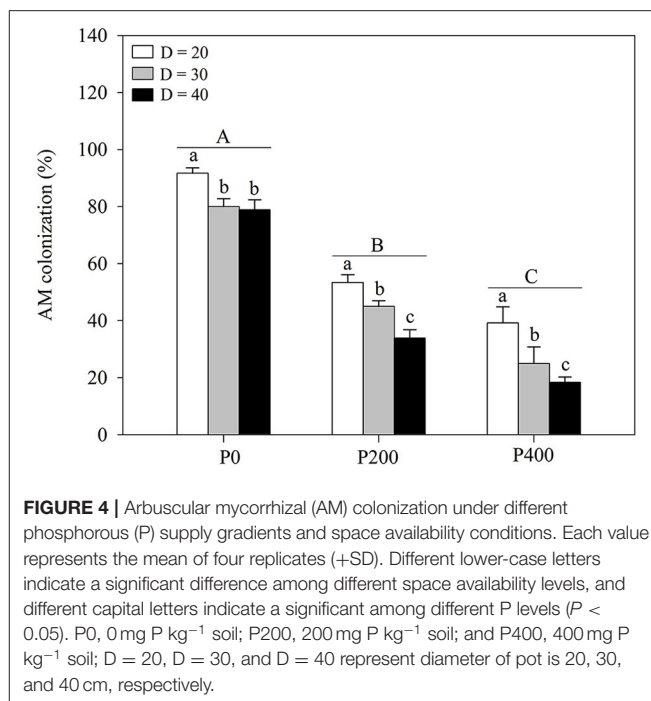 140
120
100
80
60
40
20
0
AM colonization (%)
D = 20
D = 30
D = 40
A
a
b
b
B
a
b
c
C
a
b
c
P0
P200
P400
FIGURE 4 | Arbuscular mycorrhizal (AM) colonization under different
phosphorous (P) supply gradients and space availability conditions. Each value
represents the mean of four replicates (+SD). Different lower-case letters
indicate a significant difference among different space availability levels, and
different capital letters indicate a significant among different P levels (P <
0.05). P0, 0 mg P kg⁻¹ soil; P200, 200 mg P kg⁻¹ soil; and P400, 400 mg P
kg⁻¹ soil; D = 20, D = 30, and D = 40 represent diameter of pot is 20, 30,
and 40 cm, respectively.